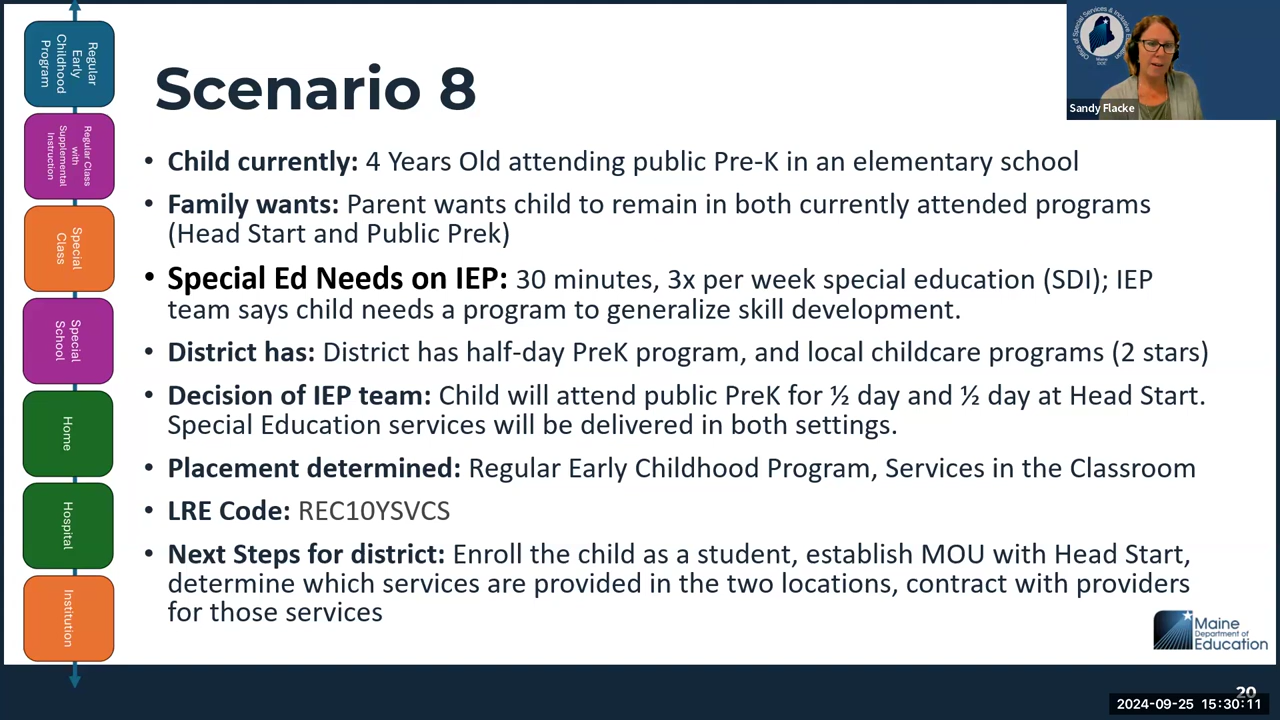 Regular
Early
Childhood
Program
Regular Class
with
Supplemental
Instruction
Special
Class
Special
School
Home
Hospital
Institution
Scenario 8
• Child currently: 4 Years Old attending public Pre-K in an elementary school
• Family wants: Parent wants child to remain in both currently attended programs
(Head Start and Public Prek)
• Special Ed Needs on IEP: 30 minutes, 3x per week special education (SDI); IEP
team says child needs a program to generalize skill development.
• District has: District has half-day PreK program, and local childcare programs (2 stars)
• Decision of IEP team: Child will attend public PreK for ½ day and ½ day at Head Start.
Special Education services will be delivered in both settings.
• Placement determined: Regular Early Childhood Program, Services in the Classroom
• LRE Code: REC10YSVCS
• Next Steps for district: Enroll the child as a student, establish MOU with Head Start,
determine which services are provided in the two locations, contract with providers
for those services
Office of Special Services & Inclusive
Maine
DOE
Sandy Flacke
Maine
Department of
Education
20
2024-09-25 15:30:11